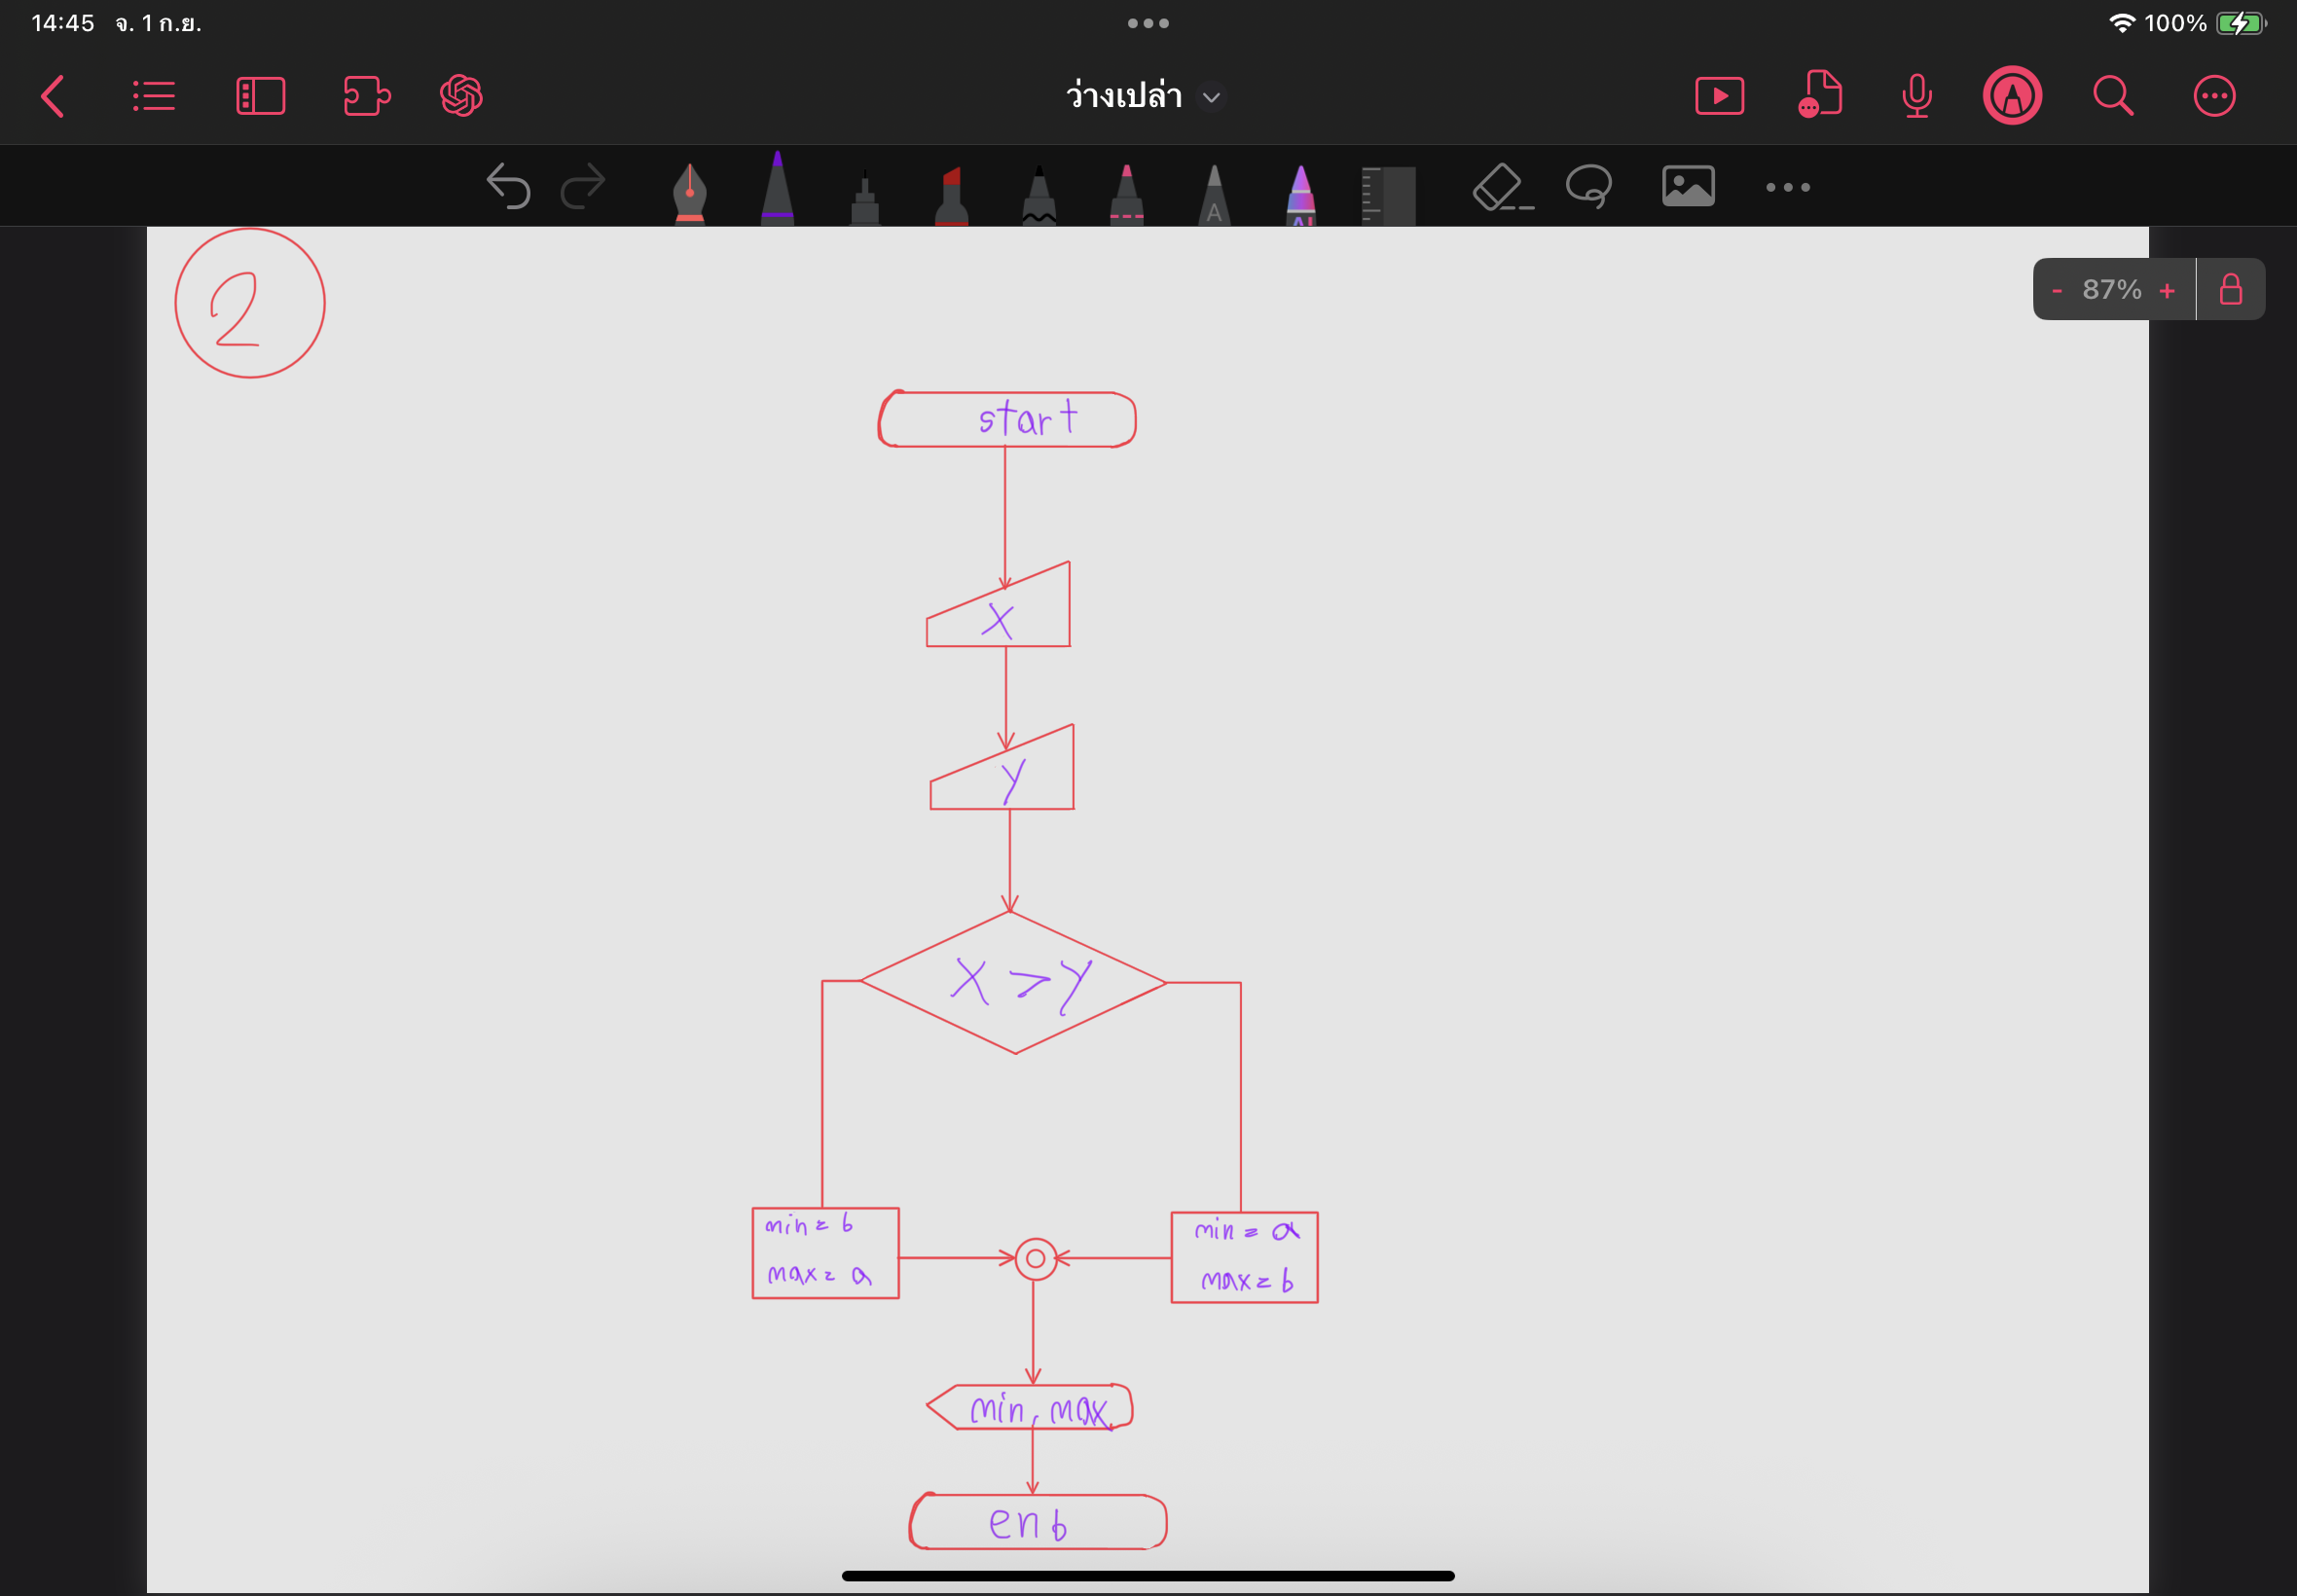 14:45 จ. 1 ก.ย.
100%
ว่างเปล่า
A
AI
- 87% +
2
start
X
y
X >y
min = b
max = a
min = a
max = b
min, max
enb